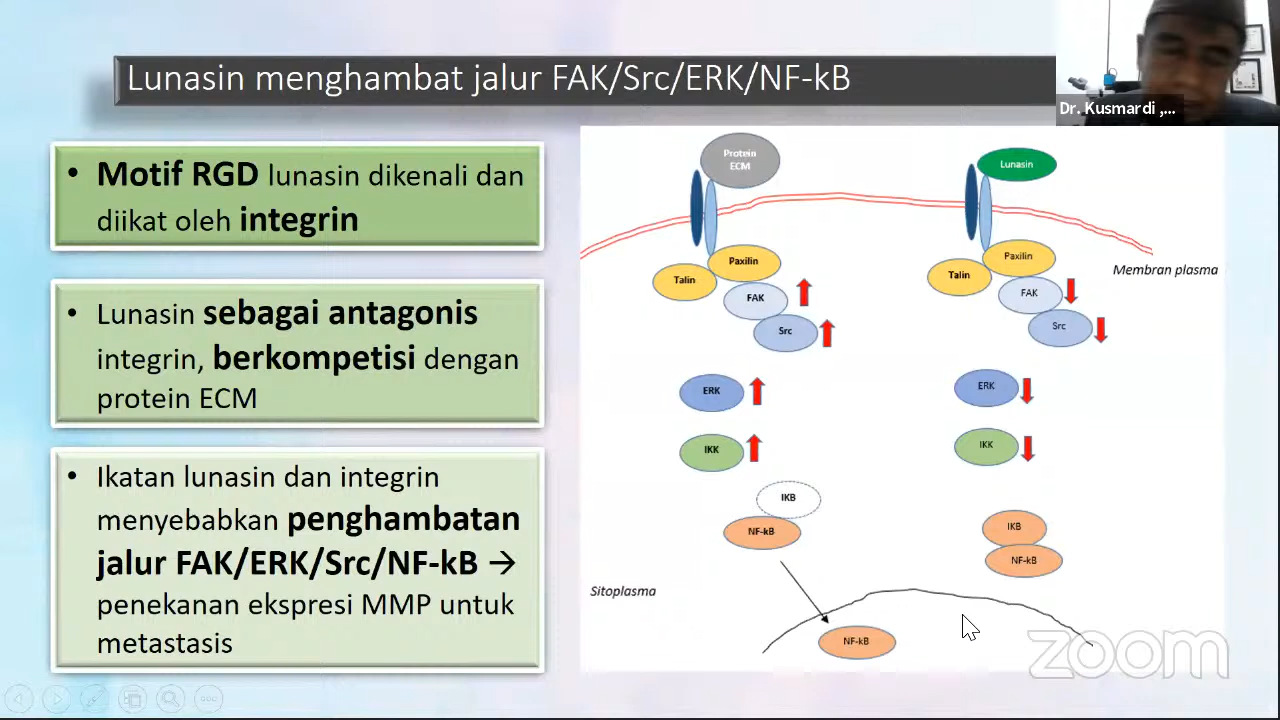 Lunasin menghambat jalur FAK/Src/ERK/NF-kB
Dr. Kusmardi ,...
• Motif RGD lunasin dikenali dan
diikat oleh integrin
• Lunasin sebagai antagonis
integrin, berkompetisi dengan
protein ECM
• Ikatan lunasin dan integrin
menyebabkan penghambatan
jalur FAK/ERK/Src/NF-kB →
penekanan ekspresi MMP untuk
metastasis
Protein
ECM
Paxilin
Talin
FAK
Src
ERK
IKK
IKB
NF-kB
Sitoplasma
NF-kB
Lunasin
Paxilin
Talin
FAK
Src
Membran plasma
ERK
IKK
IKB
NF-kB
zoom